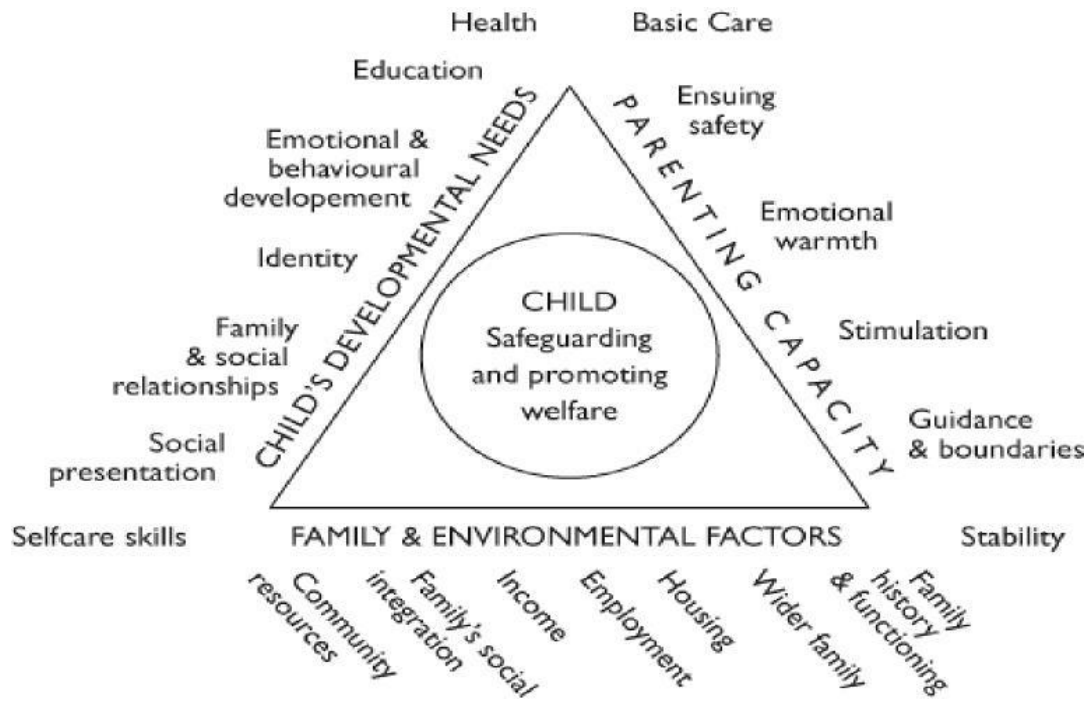 Health
Education
Emotional &
behavioural
developement
Identity
Family
& social
relationships
Social
presentation
Selfcare skills
CHILD'S DEVELOPMENTAL NEEDS
Basic Care
Ensuing
safety
Emotional
warmth
Stimulation
Guidance
& boundaries
Stability
PARENTING CAPACITY
CHILD
Safeguarding
and promoting
welfare
FAMILY & ENVIRONMENTAL FACTORS
Community
resources
Family's social
integration
Income
Employment
Housing
Wider family
Family
history
& functioning